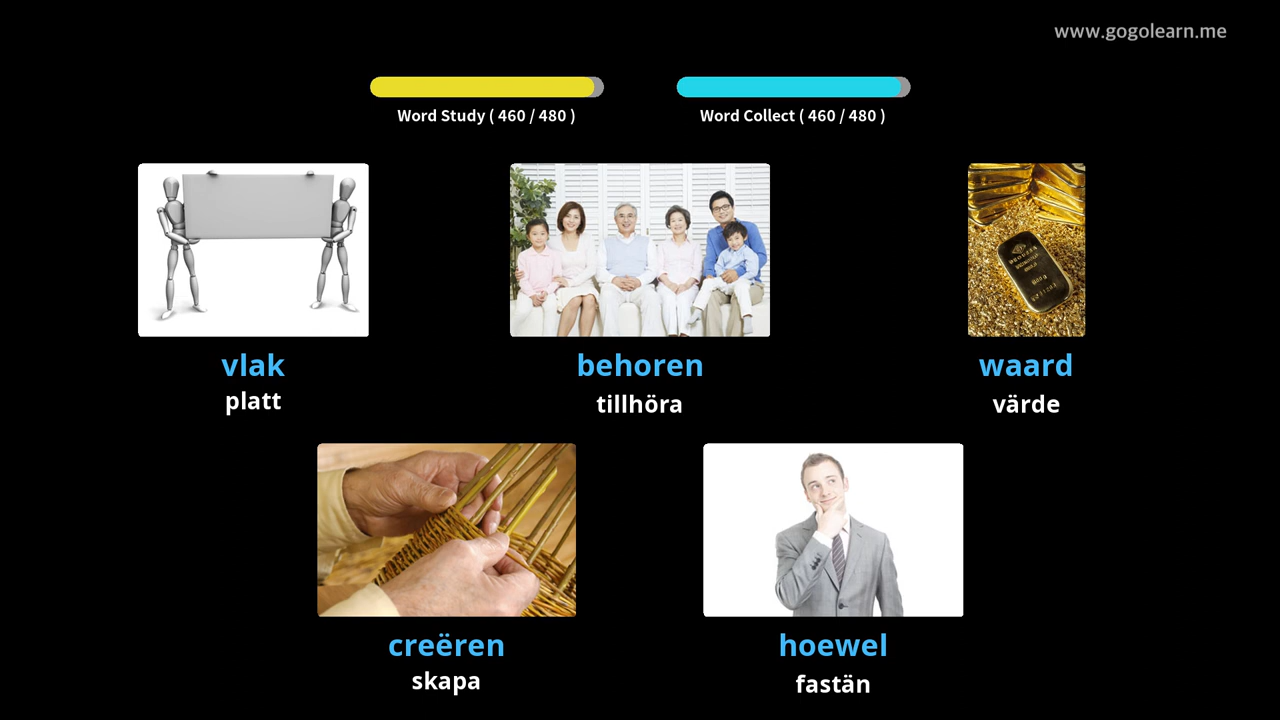 www.gogolearn.me
Word Study ( 460 / 480 )
Word Collect ( 460 / 480 )
vlak
behoren
waard
platt
tillhöra
värde
creëren
hoewel
skapa
fastän